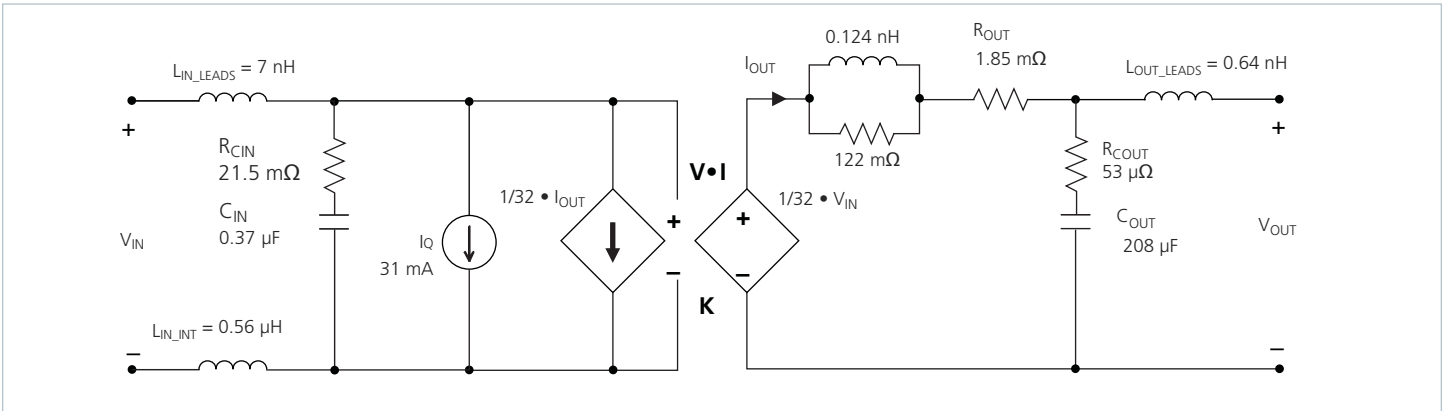 L_IN_LEADS = 7 nH
+
R_CIN
21.5 mΩ
C_IN
0.37 µF
V_IN
I_Q
31 mA
1/32 • I_OUT
L_IN_INT = 0.56 µH
–
V•I
+
–
K
+
–
1/32 • V_IN
I_OUT
0.124 nH
122 mΩ
R_OUT
1.85 mΩ
L_OUT_LEADS = 0.64 nH
+
R_COUT
53 µΩ
C_OUT
208 µF
V_OUT
–